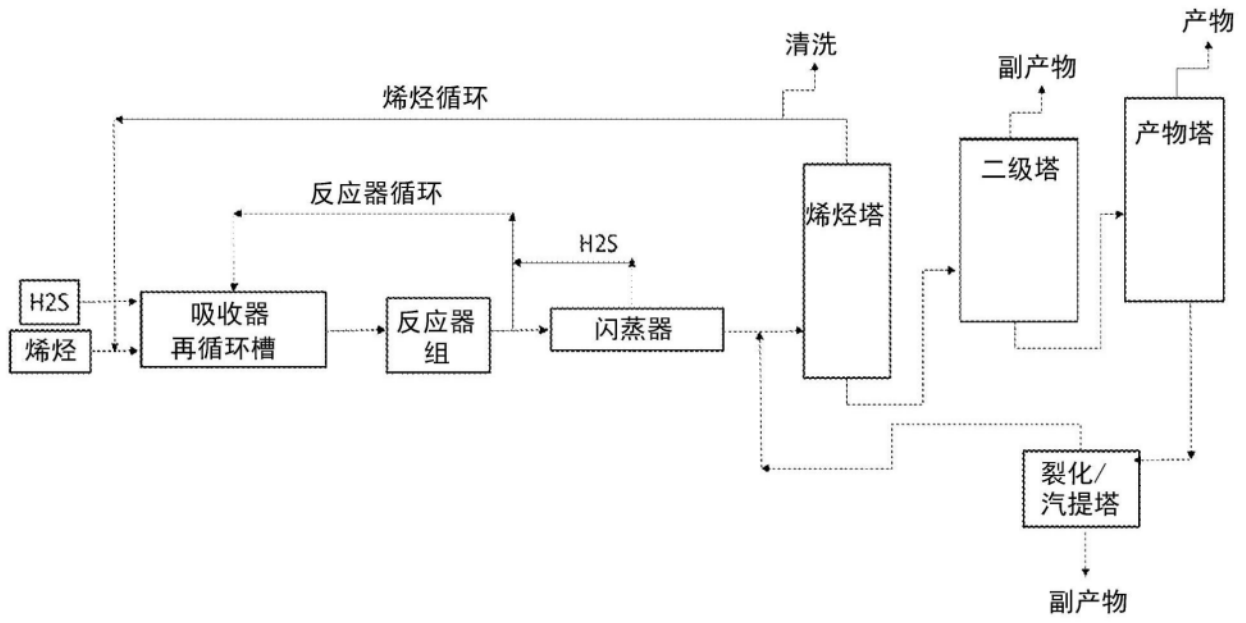 产物
清洗
副产物
烯烃循环
产物塔
二级塔
反应器循环
烯烃塔
H2S
H2S
吸收器
再循环槽
反应器
组
闪蒸器
烯烃
裂化/
汽提塔
副产物